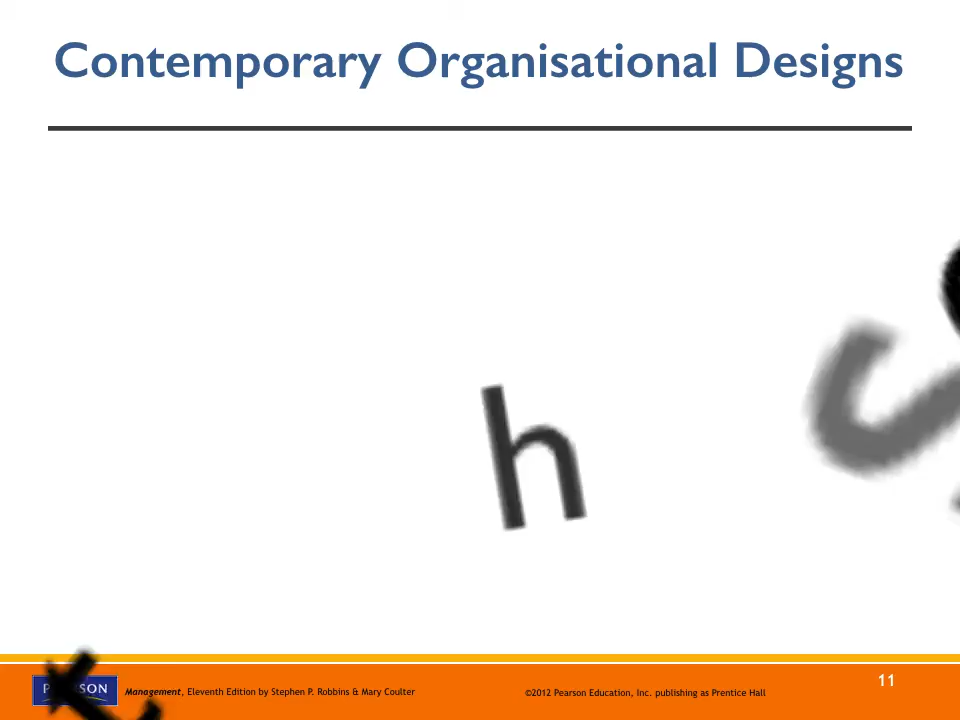 Contemporary Organisational Designs
h
Management, Eleventh Edition by Stephen P. Robbins & Mary Coulter
©2012 Pearson Education, Inc. publishing as Prentice Hall
11